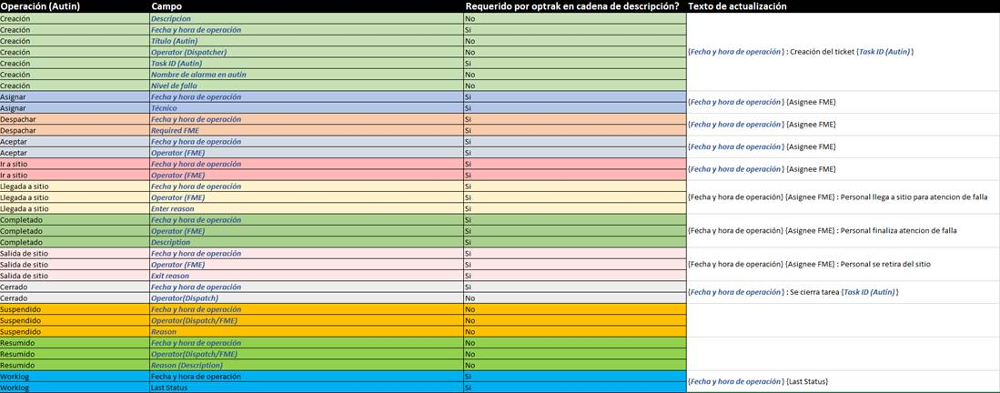 Operación (Autin) Campo Requerido por optrak en cadena de descripción? Texto de actualización
Creación Descripcion No
Creación Fecha y hora de operación Si
Creación Título (Autin) No
Creación Operator (Dispatcher) No {Fecha y hora de operación } : Creación del ticket {Task ID (Autin) }
Creación Task ID (Autin) Si
Creación Nombre de alarma en autin No
Creación Nivel de falla No
Asignar Fecha y hora de operación Si {Fecha y hora de operación } {Asignee FME}
Asignar Técnico Si
Despachar Fecha y hora de operación Si {Fecha y hora de operación } {Asignee FME}
Despachar Required FME Si
Aceptar Fecha y hora de operación Si {Fecha y hora de operación } {Asignee FME}
Aceptar Operator (FME) Si
Ir a sitio Fecha y hora de operación Si {Fecha y hora de operación } {Asignee FME}
Ir a sitio Operator (FME) Si
Llegada a sitio Fecha y hora de operación Si
Llegada a sitio Operator (FME) Si {Fecha y hora de operación} {Asignee FME} : Personal llega a sitio para atencion de falla
Llegada a sitio Enter reason Si
Completado Fecha y hora de operación Si
Completado Operator (FME) Si {Fecha y hora de operación} {Asignee FME} : Personal finaliza atencion de falla
Completado Description Si
Salida de sitio Fecha y hora de operación Si
Salida de sitio Operator (FME) Si {Fecha y hora de operación} {Asignee FME} : Personal se retira del sitio
Salida de sitio Exit reason Si
Cerrado Fecha y hora de operación Si {Fecha y hora de operación } : Se cierra tarea {Task ID (Autin) }
Cerrado Operator(Dispatch) No
Suspendido Fecha y hora de operación No
Suspendido Operator(Dispatch/FME) No
Suspendido Reason No
Resumido Fecha y hora de operación No
Resumido Operator(Dispatch/FME) No
Resumido Reason (Description) No
Worklog Fecha y hora de operación Si {Fecha y hora de operación } {Last Status}
Worklog Last Status Si